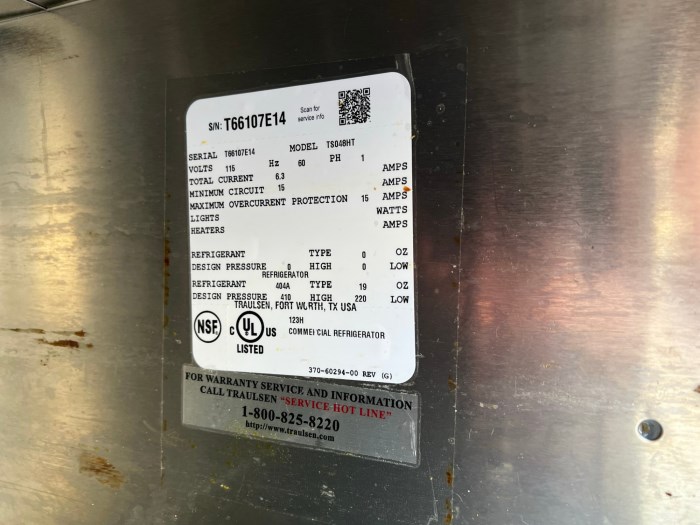 S/N: T66107E14
Scan for
service info
SERIAL T66107E14 MODEL TS048HT
VOLTS 115 Hz 60 PH 1
TOTAL CURRENT 6.3 AMPS
MINIMUM CIRCUIT 15 AMPS
MAXIMUM OVERCURRENT PROTECTION 15 AMPS
LIGHTS WATTS
HEATERS AMPS
REFRIGERANT TYPE 0 OZ
DESIGN PRESSURE 0 HIGH 0 LOW
REFRIGERATOR
REFRIGERANT 404A TYPE 19 OZ
DESIGN PRESSURE 410 HIGH 220 LOW
TRAULSEN, FORT WORTH, TX USA
NSF
C UL US
LISTED
123H
COMMERCIAL REFRIGERATOR
370-60294-00 REV (G)
FOR WARRANTY SERVICE AND INFORMATION
CALL TRAULSEN "SERVICE HOT LINE"
1-800-825-8220
http://www.traulsen.com